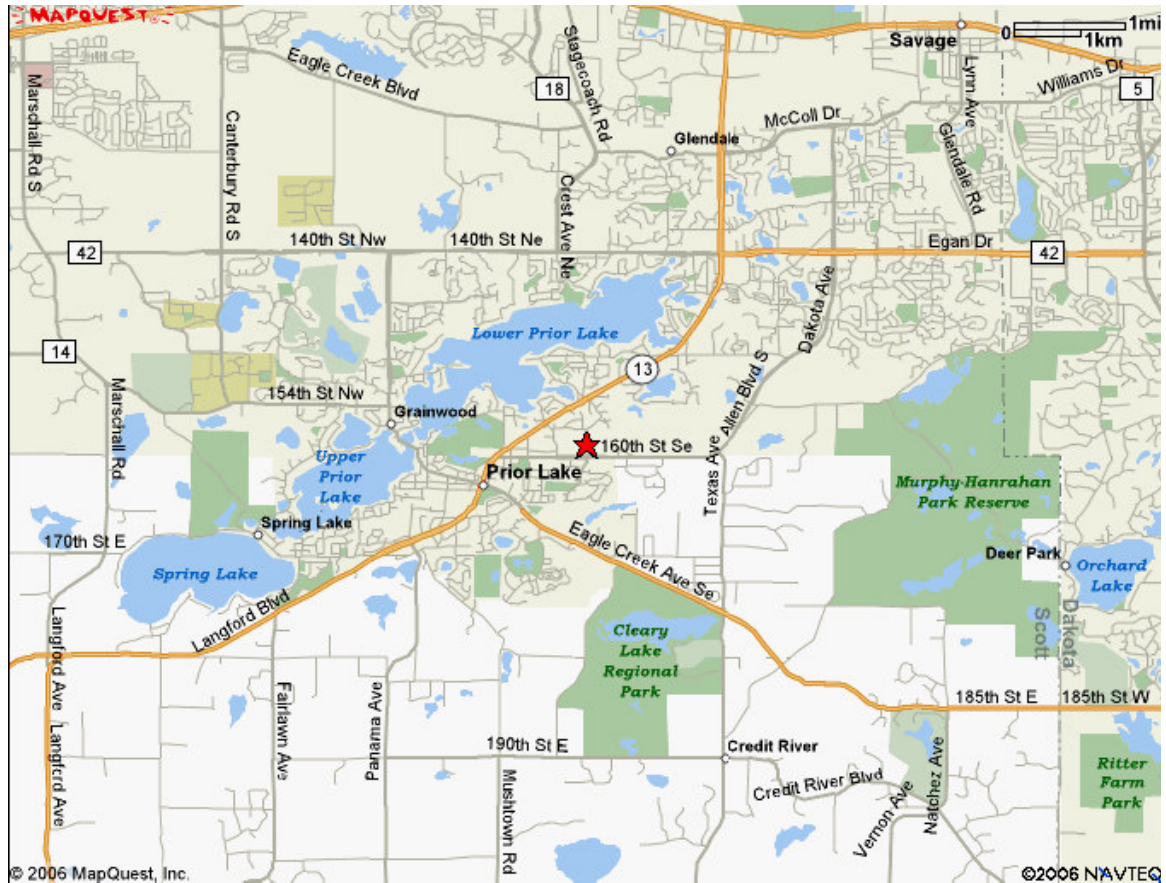 MAPQUEST
Savage
0
1mi
1km
Stagecoach Rd
Eagle Creek Blvd
18
Lynn Ave
Williams Dr
5
Marschall Rd S
Canterbury Rd S
McColl Dr
Glendale
Glendale Rd
Crest Ave Ne
42
140th St Nw
140th St Ne
Egan Dr
42
Lower Prior Lake
Dakota Ave
14
13
Marschall Rd
154th St Nw
Grainwood
Allen Blvd S
160th St Se
Upper
Prior
Lake
Prior Lake
Texas Ave
Murphy-Hanrahan
Park Reserve
Spring Lake
170th St E
Eagle Creek Ave Se
Deer Park
Orchard
Lake
Spring Lake
Langford Blvd
Scott
Dakota
Cleary
Lake
Regional
Park
Langford Ave
Fairlawn Ave
Panama Ave
185th St E
185th St W
Langford Ave
190th St E
Credit River
Mushtown Rd
Credit River Blvd
Vernon Ave
Natchez Ave
Ritter
Farm
Park
© 2006 MapQuest, Inc.
©2006 NAVTEQ